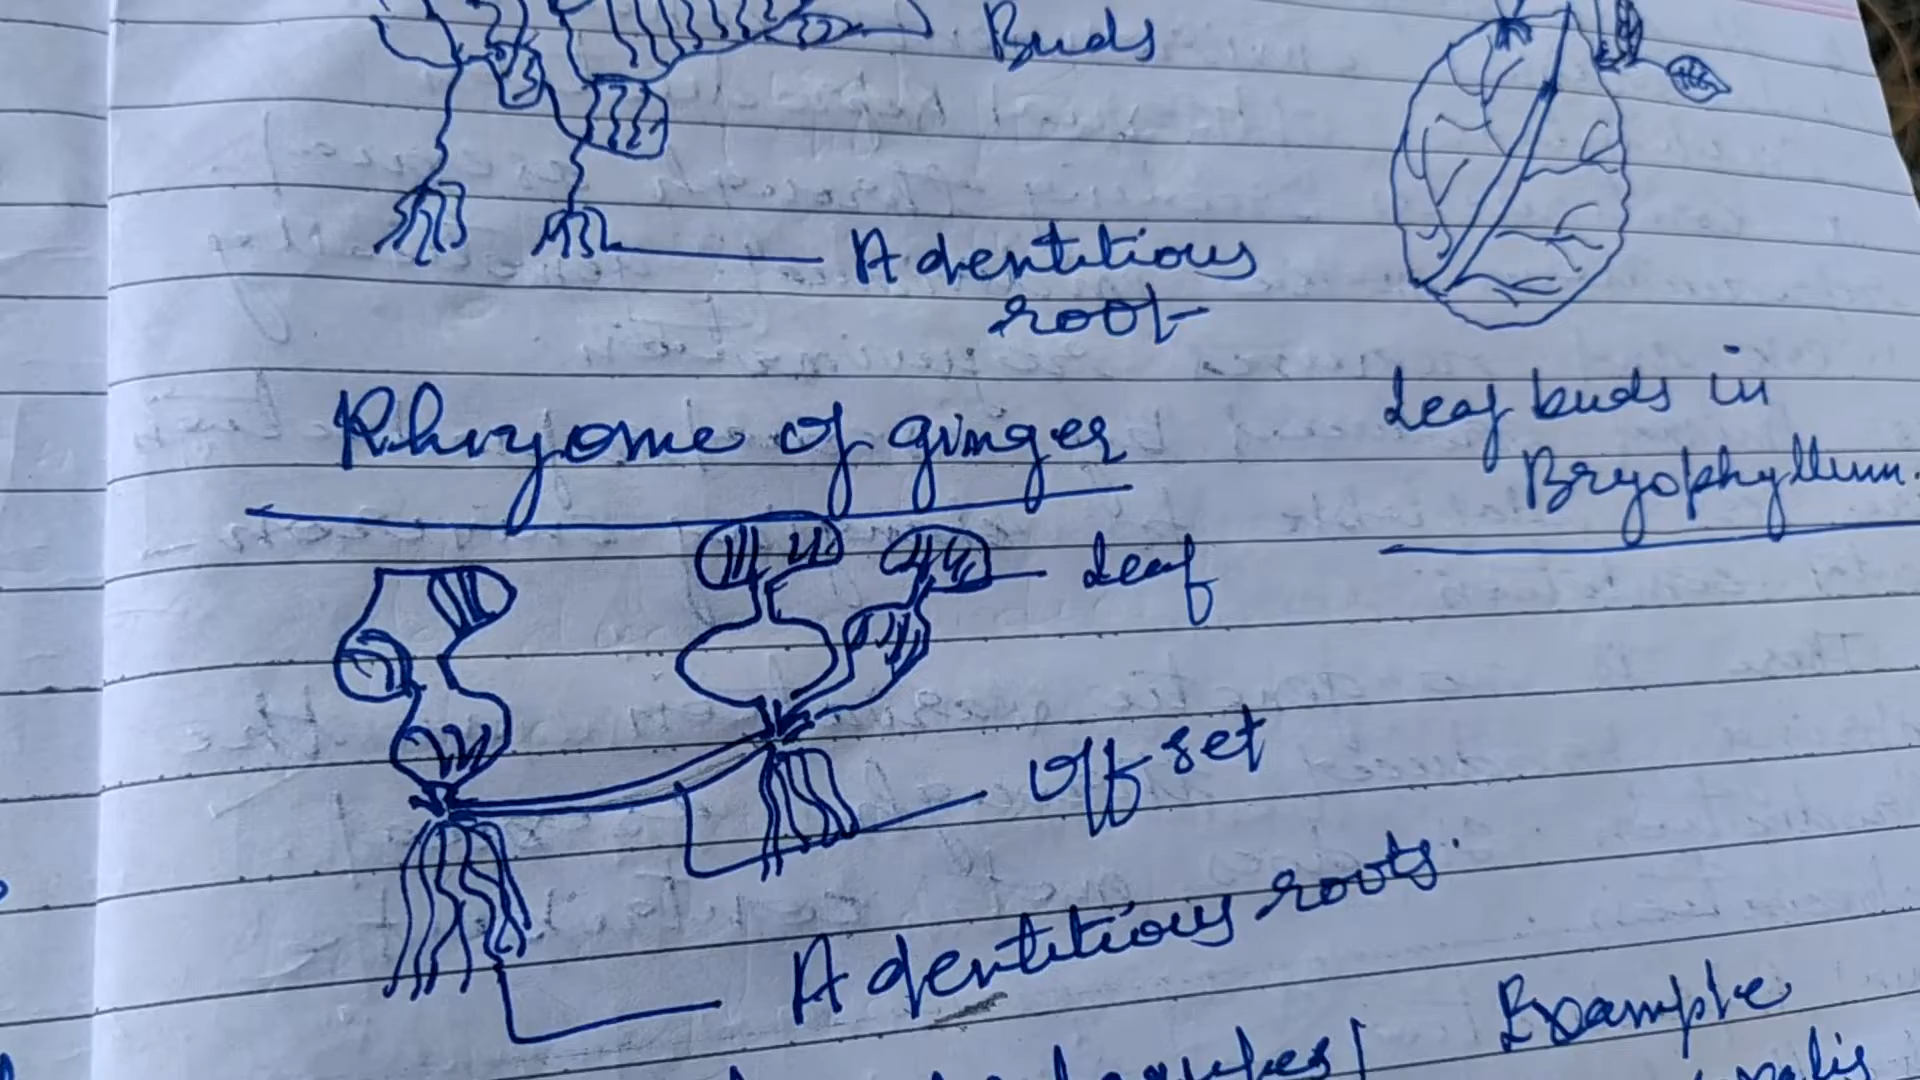 Buds
Adentitious
root
Rhizome of ginger
Leaf buds in
Bryophyllum.
Leaf
Off set
Adentitious roots.
Example